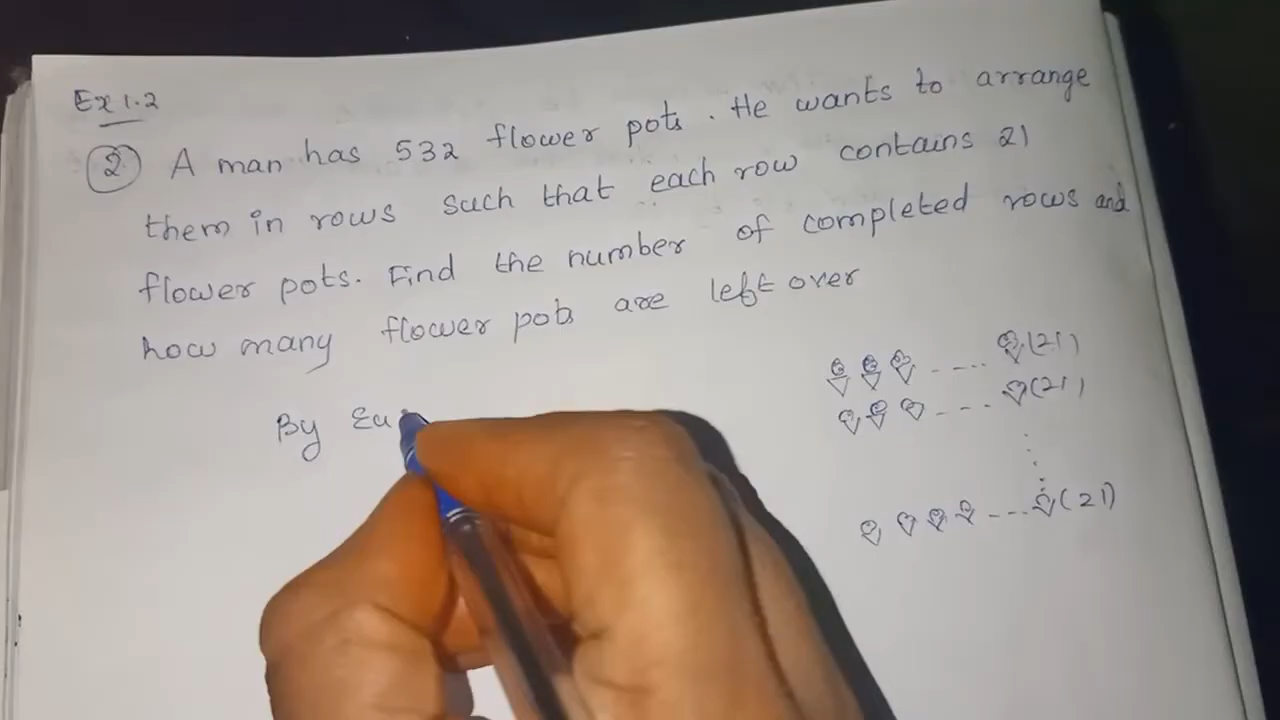 Ex 1.2
② A man has 532 flower pots. He wants to arrange
them in rows such that each row contains 21
flower pots. Find the number of completed rows and
how many flower pots are left over
(21)
(21)
By Eu
(21)